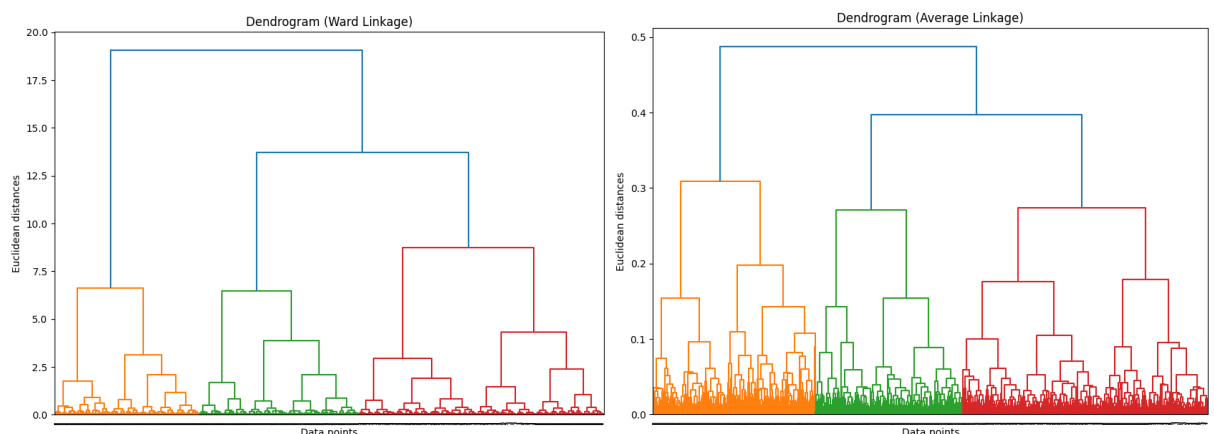 Dendrogram (Ward Linkage)
20.0
17.5
15.0
12.5
10.0
7.5
5.0
2.5
0.0
Euclidean distances
Data points
Dendrogram (Average Linkage)
0.5
0.4
0.3
0.2
0.1
0.0
Euclidean distances
Data points